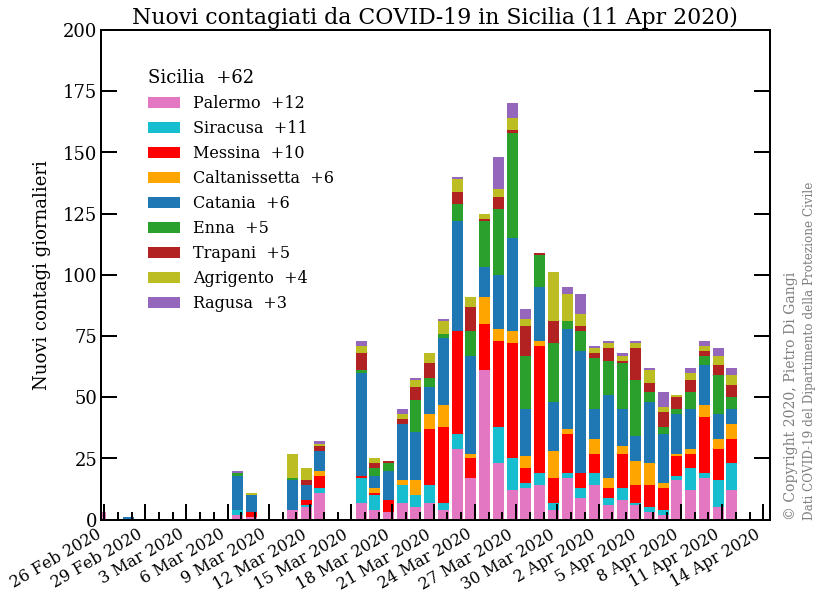 Nuovi contagiati da COVID-19 in Sicilia (11 Apr 2020)
Nuovi contagi giornalieri
200
175
150
125
100
75
50
25
0
Sicilia +62
Palermo +12
Siracusa +11
Messina +10
Caltanissetta +6
Catania +6
Enna +5
Trapani +5
Agrigento +4
Ragusa +3
26 Feb 2020
29 Feb 2020
3 Mar 2020
6 Mar 2020
9 Mar 2020
12 Mar 2020
15 Mar 2020
18 Mar 2020
21 Mar 2020
24 Mar 2020
27 Mar 2020
30 Mar 2020
2 Apr 2020
5 Apr 2020
8 Apr 2020
11 Apr 2020
14 Apr 2020
© Copyright 2020, Pietro Di Gangi
Dati COVID-19 del Dipartimento della Protezione Civile